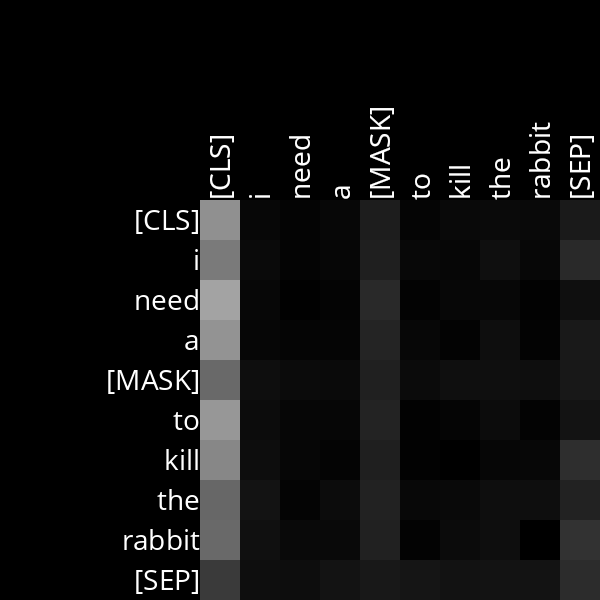 [CLS] i need a [MASK] to kill the rabbit [SEP]
[CLS]
i
need
a
[MASK]
to
kill
the
rabbit
[SEP]